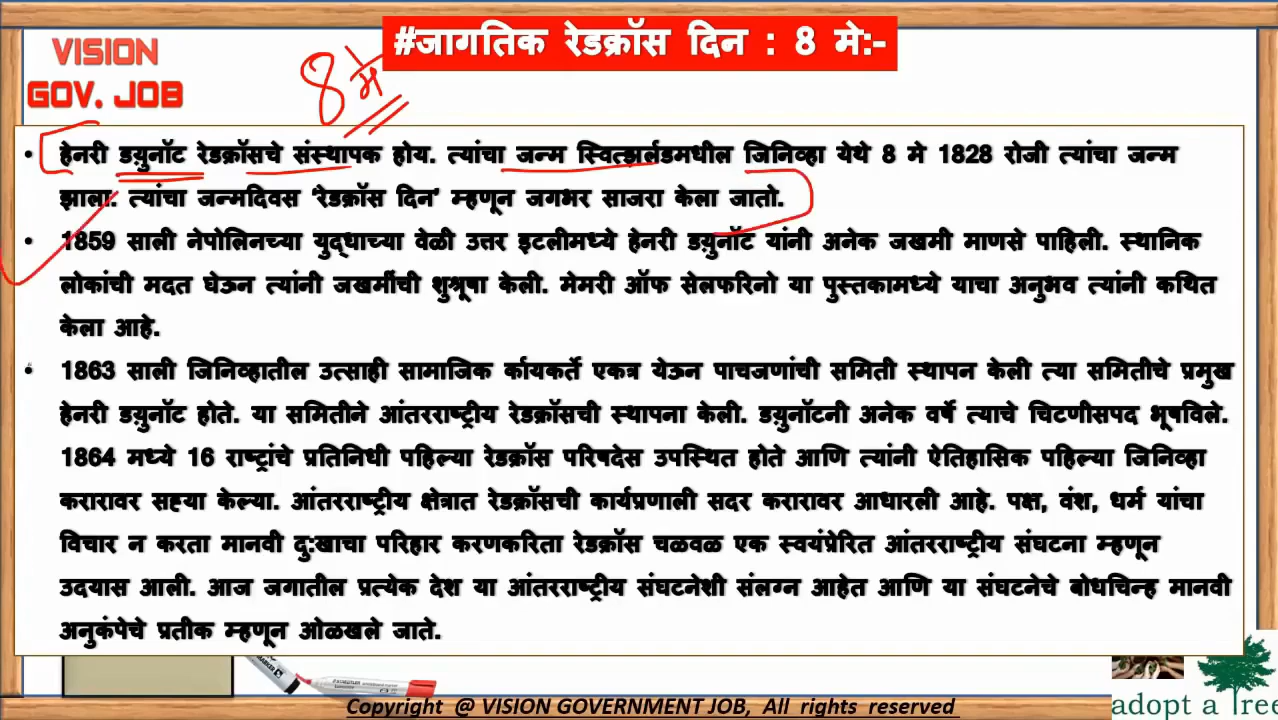 VISION
GOV. JOB
#जागतिक रेडक्रॉस दिन : 8 मे:-
8 मे
• हेनरी डयुनॉट रेडक्रॉसचे संस्थापक होय. त्यांचा जन्म स्वित्झर्लंडमधील जिनिव्हा येथे 8 मे 1828 रोजी त्यांचा जन्म
झाला. त्यांचा जन्मदिवस ‘रेडक्रॉस दिन’ म्हणून जगभर साजरा केला जातो.
• 1859 साली नेपोलिनच्या युद्धाच्या वेळी उत्तर इटलीमध्ये हेनरी डयुनॉट यांनी अनेक जखमी माणसे पाहिली. स्थानिक
लोकांची मदत घेऊन त्यांनी जखमींची शुश्रूषा केली. मेमरी ऑफ सेलफरिनो या पुस्तकामध्ये याचा अनुभव त्यांनी कथित
केला आहे.
• 1863 साली जिनिव्हातील उत्साही सामाजिक कार्यकर्ते एकत्र येऊन पाचजणांची समिती स्थापन केली त्या समितीचे प्रमुख
हेनरी डयुनॉट होते. या समितीने आंतरराष्ट्रीय रेडक्रॉसची स्थापना केली. डयुनॉटनी अनेक वर्षे त्याचे चिटणीसपद भूषविले.
1864 मध्ये 16 राष्ट्रांचे प्रतिनिधी पहिल्या रेडक्रॉस परिषदेस उपस्थित होते आणि त्यांनी ऐतिहासिक पहिल्या जिनिव्हा
करारावर सह्या केल्या. आंतरराष्ट्रीय क्षेत्रात रेडक्रॉसची कार्यप्रणाली सदर करारावर आधारली आहे. पक्ष, वंश, धर्म यांचा
विचार न करता मानवी दु:खाचा परिहार करणकरिता रेडक्रॉस चळवळ एक स्वयंप्रेरित आंतरराष्ट्रीय संघटना म्हणून
उदयास आली. आज जगातील प्रत्येक देश या आंतरराष्ट्रीय संघटनेशी संलग्न आहेत आणि या संघटनेचे बोधचिन्ह मानवी
अनुकंपेचे प्रतीक म्हणून ओळखले जाते.
Copyright @ VISION GOVERNMENT JOB, All rights reserved
adopt a Tree